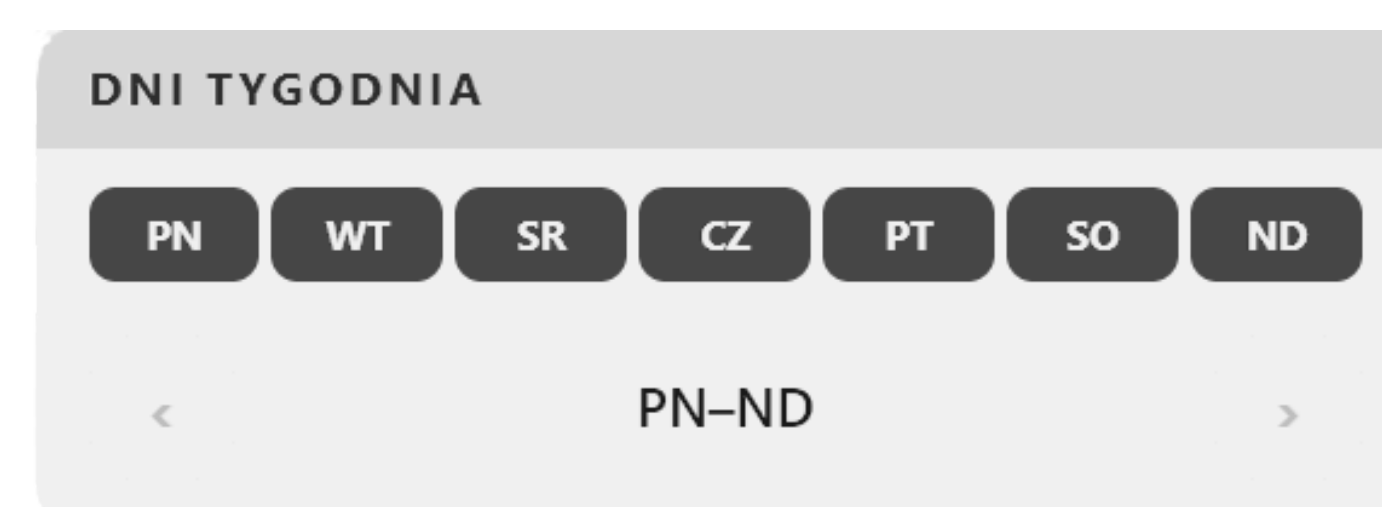 DNI TYGODNIA
PN WT SR CZ PT SO ND
‹ PN–ND ›